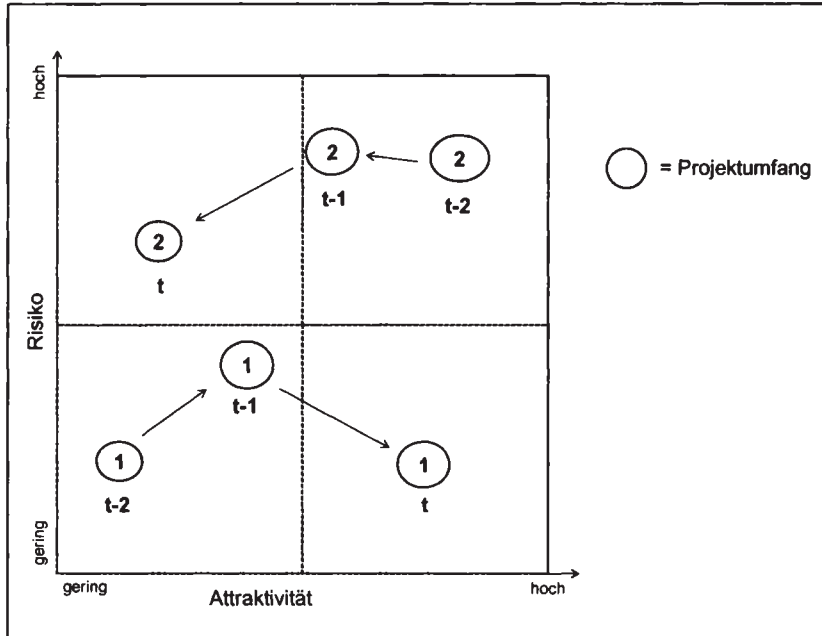 hoch
2
2
= Projektumfang
t-1
t-2
2
t
Risiko
1
t-1
1
1
t-2
t
gering
gering
hoch
Attraktivität